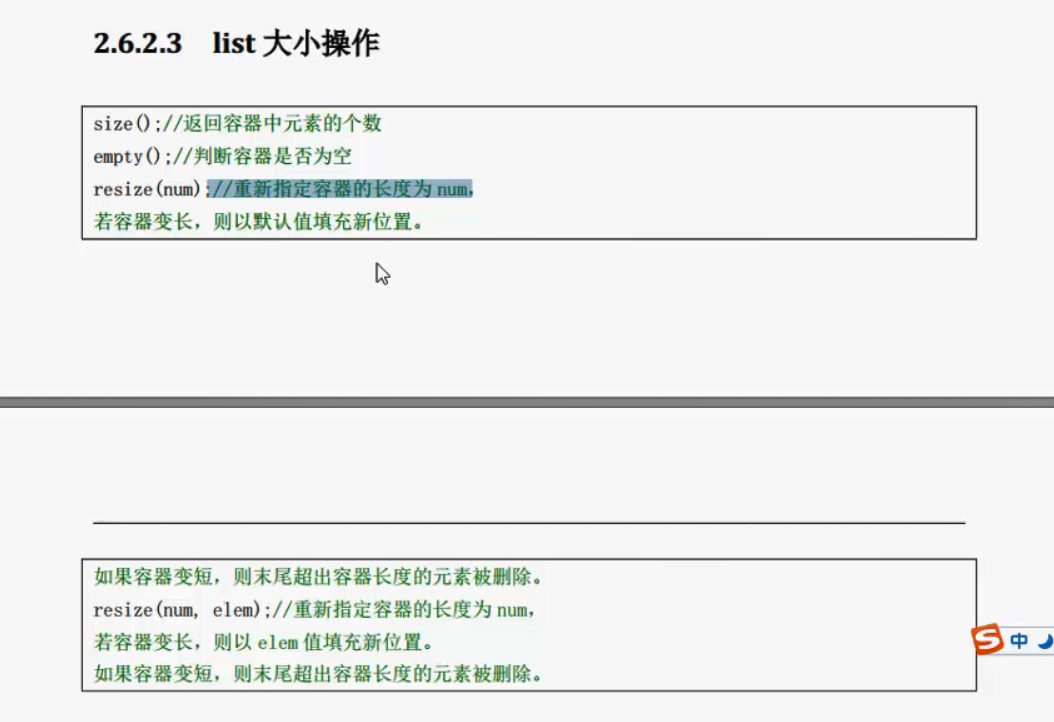 2.6.2.3 list 大小操作
size();//返回容器中元素的个数
empty();//判断容器是否为空
resize(num);//重新指定容器的长度为 num，
若容器变长，则以默认值填充新位置。
如果容器变短，则末尾超出容器长度的元素被删除。
resize(num, elem);//重新指定容器的长度为 num，
若容器变长，则以 elem 值填充新位置。
如果容器变短，则末尾超出容器长度的元素被删除。
S 中